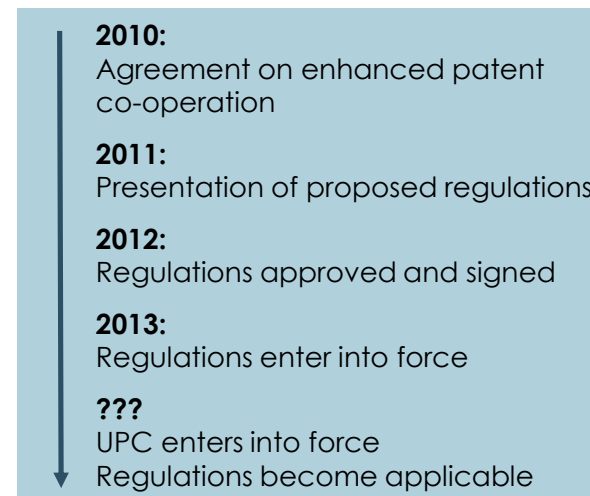 2010:
Agreement on enhanced patent
co-operation
2011:
Presentation of proposed regulations
2012:
Regulations approved and signed
2013:
Regulations enter into force
???
UPC enters into force
Regulations become applicable